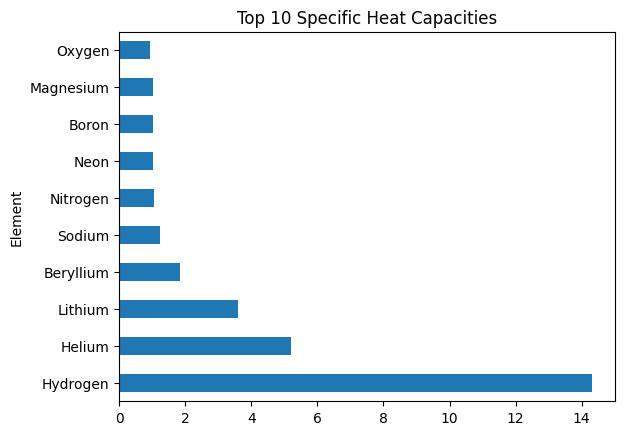 Top 10 Specific Heat Capacities
Element
Oxygen
Magnesium
Boron
Neon
Nitrogen
Sodium
Beryllium
Lithium
Helium
Hydrogen
0 2 4 6 8 10 12 14